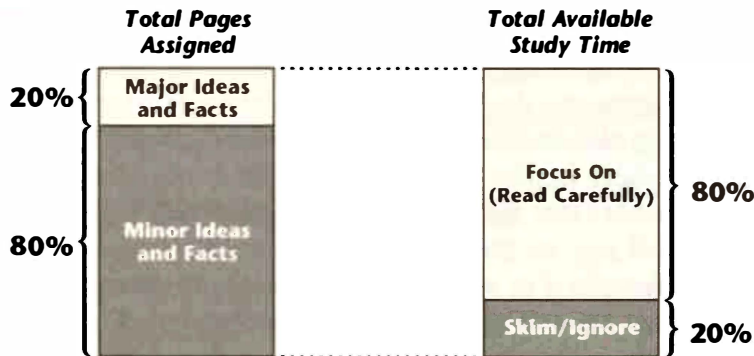 Total Pages
Assigned
Total Available
Study Time
20%
Major Ideas
and Facts
80%
Minor Ideas
and Facts
Focus On
(Read Carefully)
80%
Skim/Ignore
20%